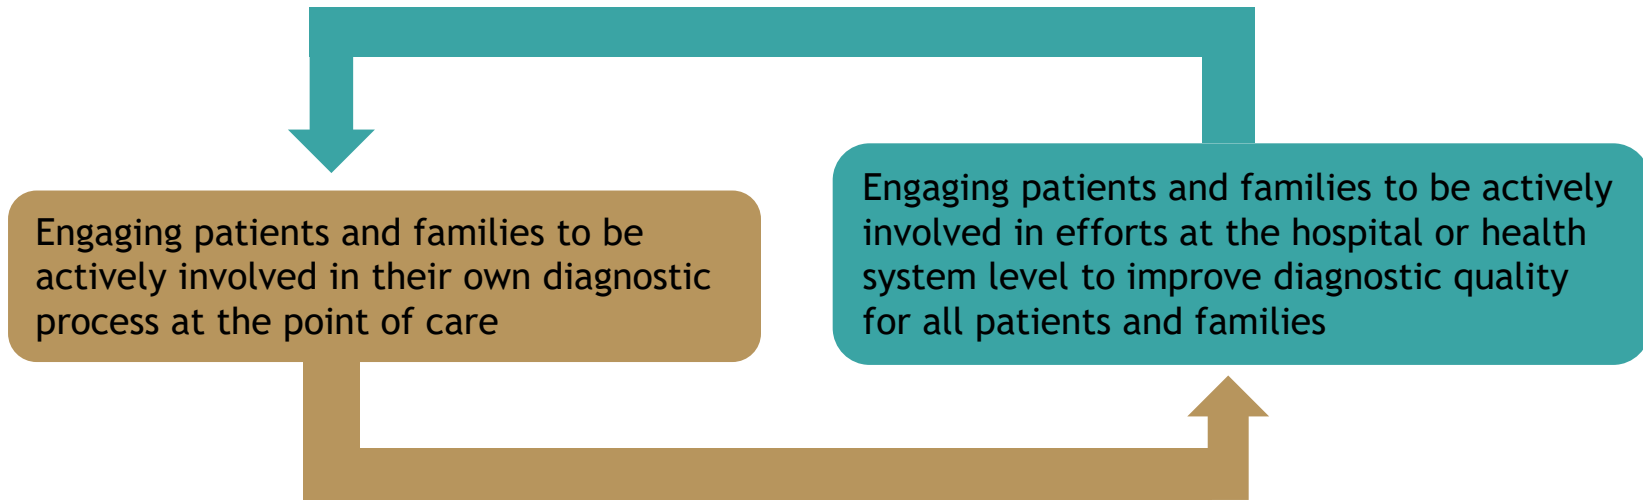 Engaging patients and families to be
actively involved in their own diagnostic
process at the point of care
Engaging patients and families to be actively
involved in efforts at the hospital or health
system level to improve diagnostic quality
for all patients and families